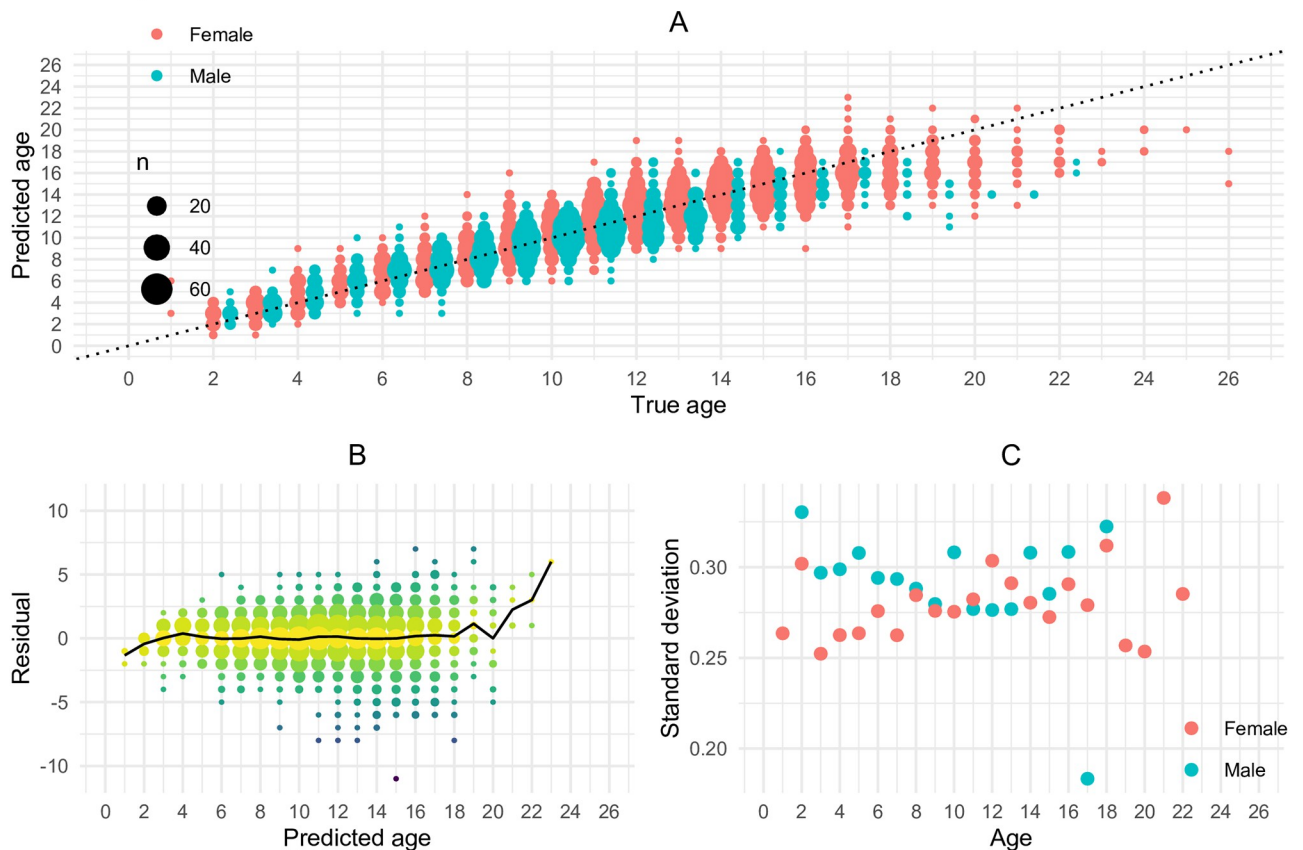 A
Female
Male
n
20
40
60
Predicted age
26
24
22
20
18
16
14
12
10
8
6
4
2
0
0 2 4 6 8 10 12 14 16 18 20 22 24 26
True age
B
Residual
10
5
0
-5
-10
0 2 4 6 8 10 12 14 16 18 20 22 24 26
Predicted age
C
Standard deviation
0.30
0.25
0.20
Female
Male
0 2 4 6 8 10 12 14 16 18 20 22 24 26
Age